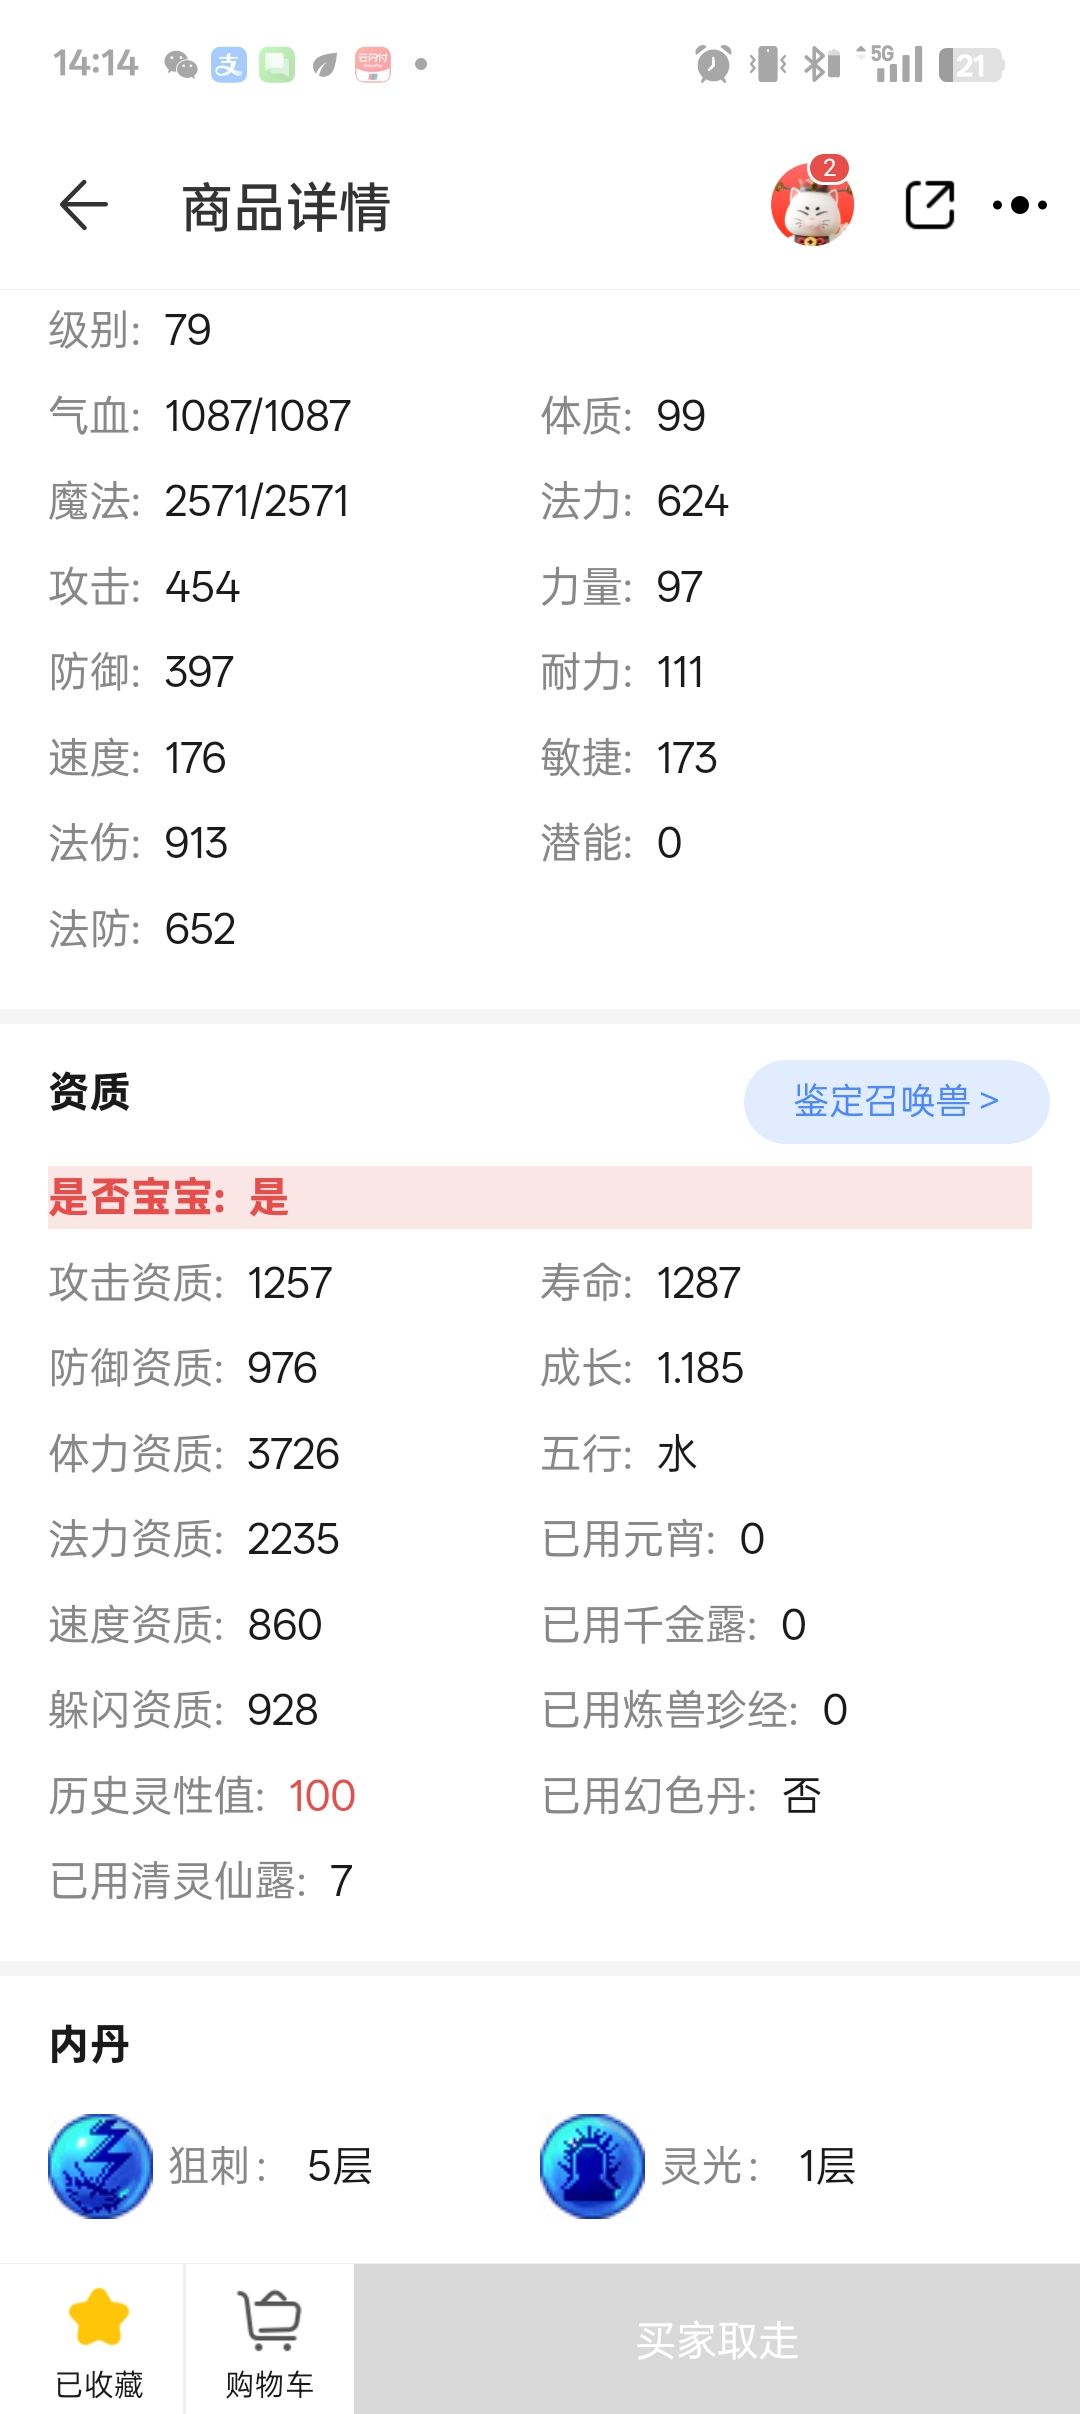 14:14 支 云闪付 5G 21
商品详情 2
级别: 79
气血: 1087/1087 体质: 99
魔法: 2571/2571 法力: 624
攻击: 454 力量: 97
防御: 397 耐力: 111
速度: 176 敏捷: 173
法伤: 913 潜能: 0
法防: 652
资质 鉴定召唤兽 >
是否宝宝: 是
攻击资质: 1257 寿命: 1287
防御资质: 976 成长: 1.185
体力资质: 3726 五行: 水
法力资质: 2235 已用元宵: 0
速度资质: 860 已用千金露: 0
躲闪资质: 928 已用炼兽珍经: 0
历史灵性值: 100 已用幻色丹: 否
已用清灵仙露: 7
内丹
狙刺: 5层 灵光: 1层
已收藏 购物车 买家取走